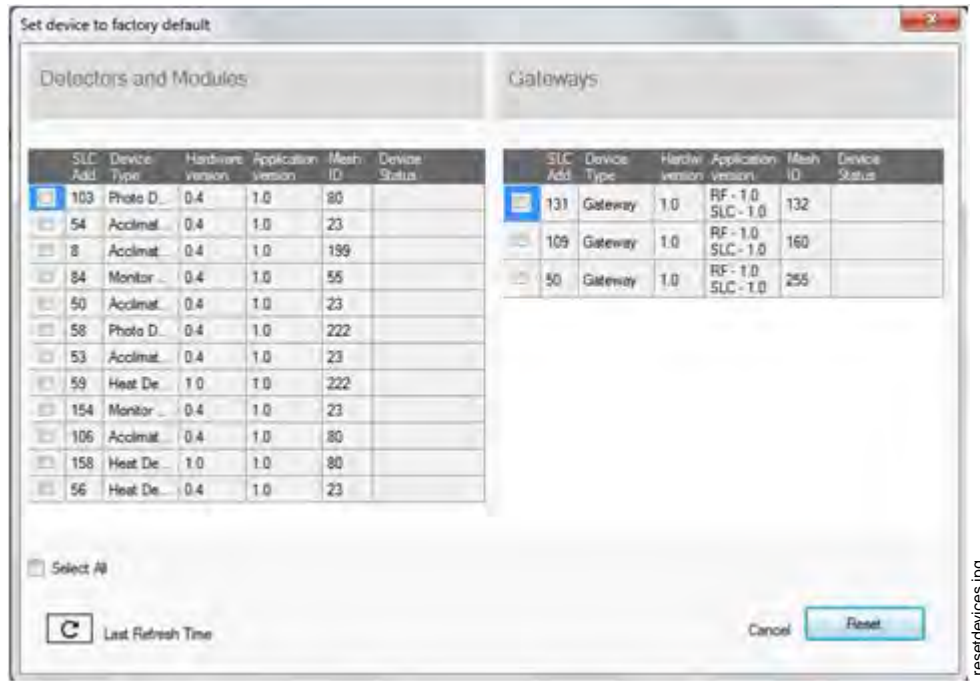 Set device to factory default
Detectors and Modules
Gateways
SLC Add Device Type Hardware version Application version Mesh ID Device Status
103 Photo D... 0.4 1.0 80
54 Acclimat... 0.4 1.0 23
8 Acclimat... 0.4 1.0 199
84 Monitor ... 0.4 1.0 55
50 Acclimat... 0.4 1.0 23
58 Photo D... 0.4 1.0 222
53 Acclimat... 0.4 1.0 23
59 Heat De... 1.0 1.0 222
154 Monitor ... 0.4 1.0 23
106 Acclimat... 0.4 1.0 80
158 Heat De... 1.0 1.0 80
56 Heat De... 0.4 1.0 23
SLC Add Device Type Hardwa version Application version Mesh ID Device Status
131 Gateway 1.0 RF - 1.0 SLC - 1.0 132
109 Gateway 1.0 RF - 1.0 SLC - 1.0 160
50 Gateway 1.0 RF - 1.0 SLC - 1.0 255
Select All
Last Refresh Time
Cancel
Reset
resetdevices.jpg